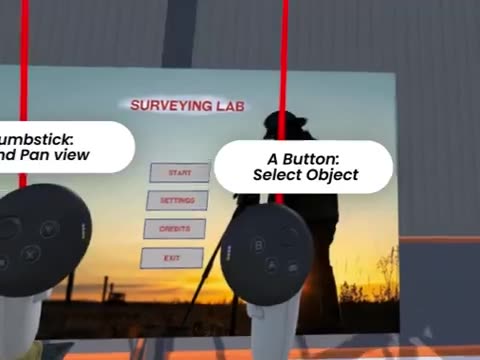 SURVEYING LAB
umbstick:
nd Pan view
A Button:
Select Object
START
SETTINGS
CREDITS
EXIT
Y
X
B
A